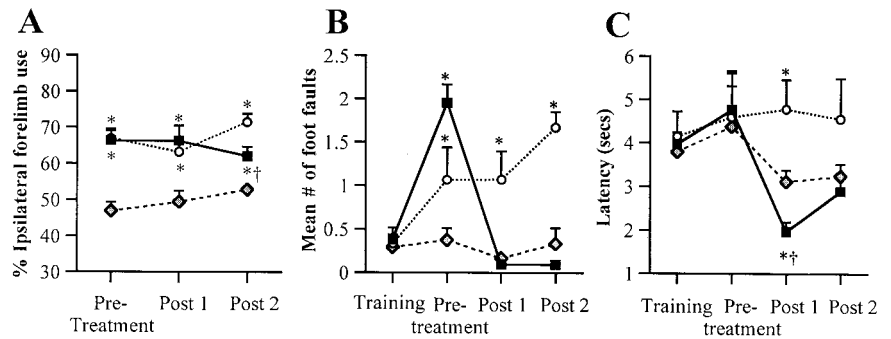 A
% Ipsilateral forelimb use
90
80
70
60
50
40
30
*
*
*
*
*
*†
Pre-
Treatment
Post 1
Post 2
B
Mean # of foot faults
2.5
2
1.5
1
0.5
0
*
*
*
*
Training
Pre-
treatment
Post 1
Post 2
C
Latency (secs)
6
5
4
3
2
1
*
*†
Training
Pre-
treatment
Post 1
Post 2